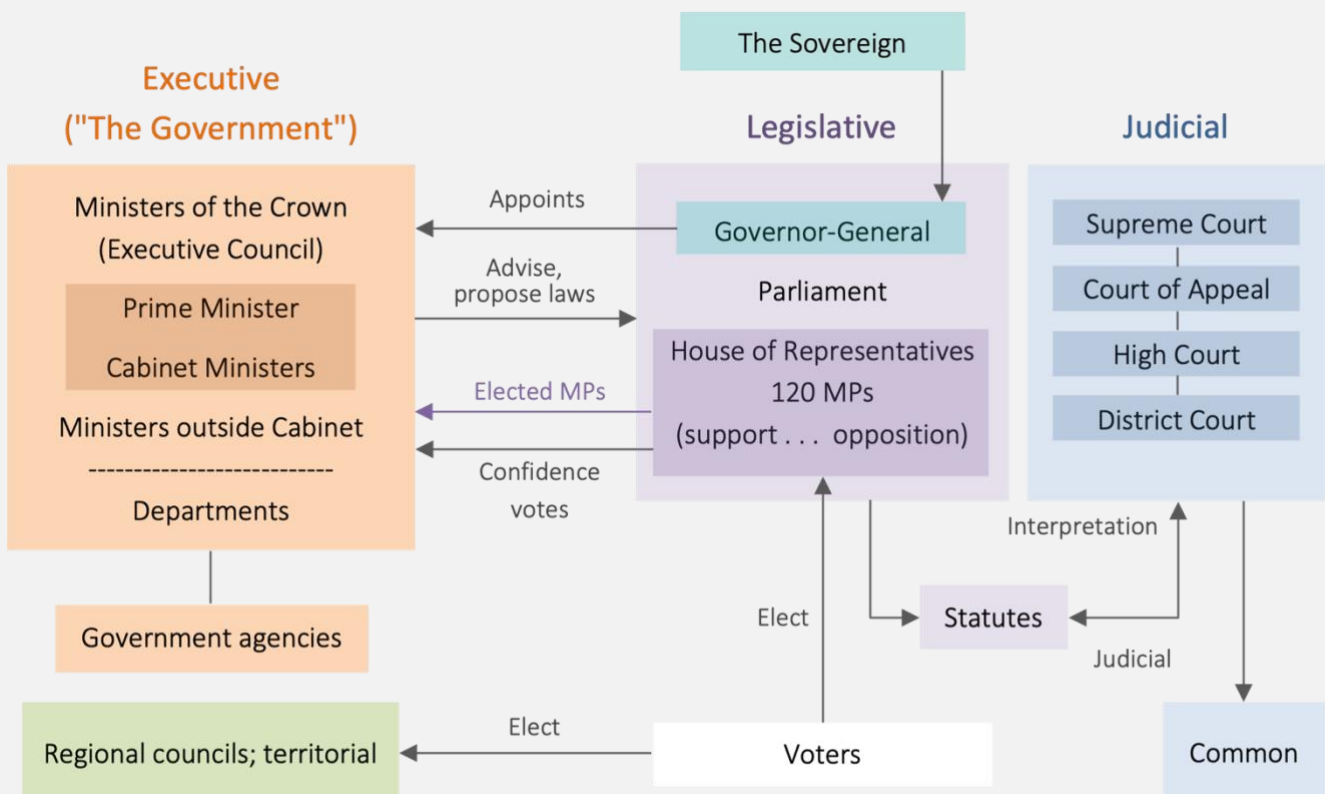 The Sovereign
Executive
("The Government")
Legislative
Judicial
Ministers of the Crown
(Executive Council)
Prime Minister
Cabinet Ministers
Ministers outside Cabinet
---------------------------
Departments
Government agencies
Appoints
Advise,
propose laws
Elected MPs
Confidence
votes
Governor-General
Parliament
House of Representatives
120 MPs
(support . . . opposition)
Supreme Court
Court of Appeal
High Court
District Court
Interpretation
Elect
Statutes
Judicial
Regional councils; territorial
Elect
Voters
Common